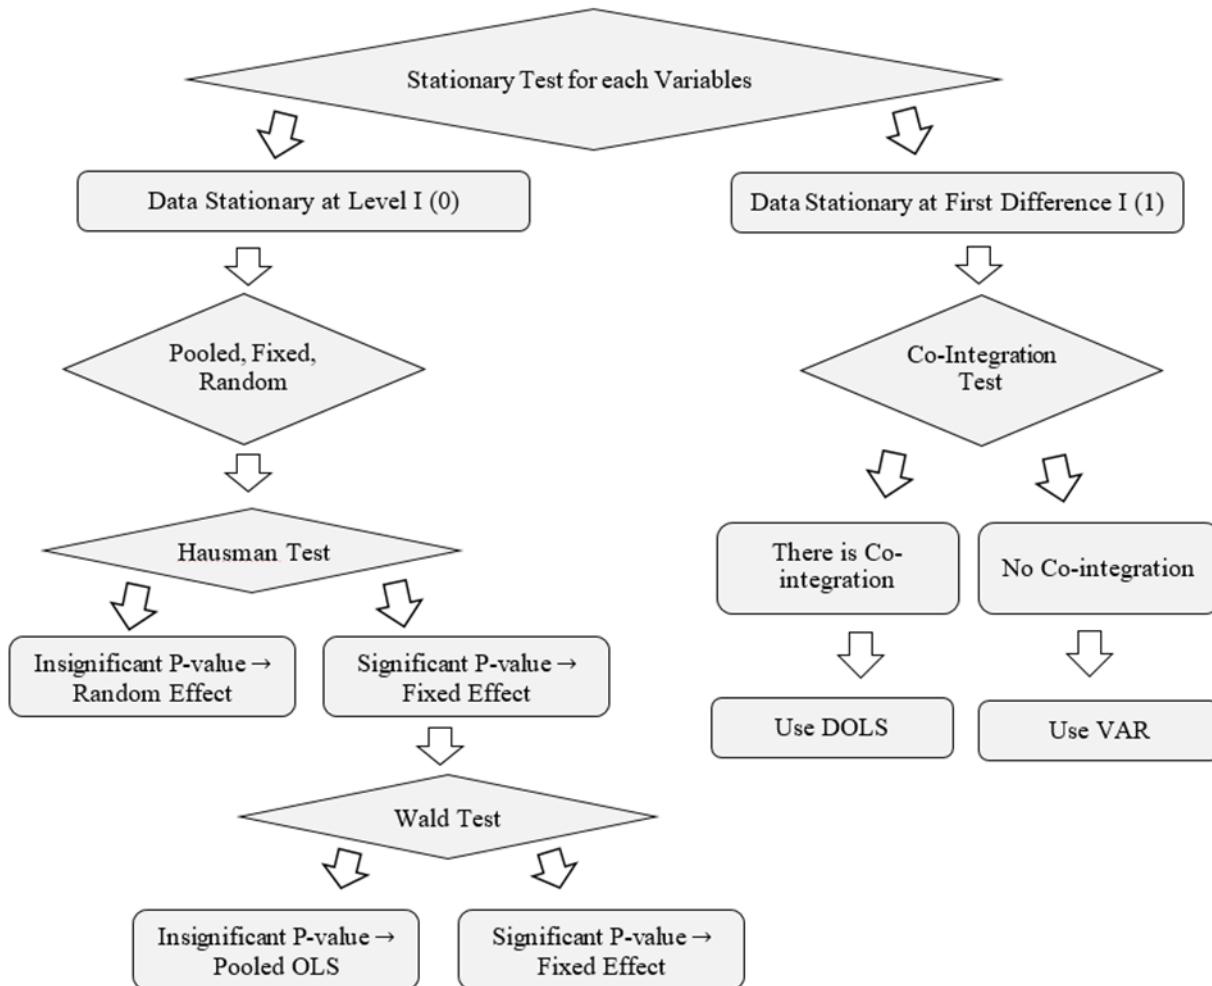 Stationary Test for each Variables
Data Stationary at Level I (0)
Data Stationary at First Difference I (1)
Pooled, Fixed,
Random
Co-Integration
Test
Hausman Test
There is Co-
integration
No Co-integration
Insignificant P-value →
Random Effect
Significant P-value →
Fixed Effect
Use DOLS
Use VAR
Wald Test
Insignificant P-value →
Pooled OLS
Significant P-value →
Fixed Effect